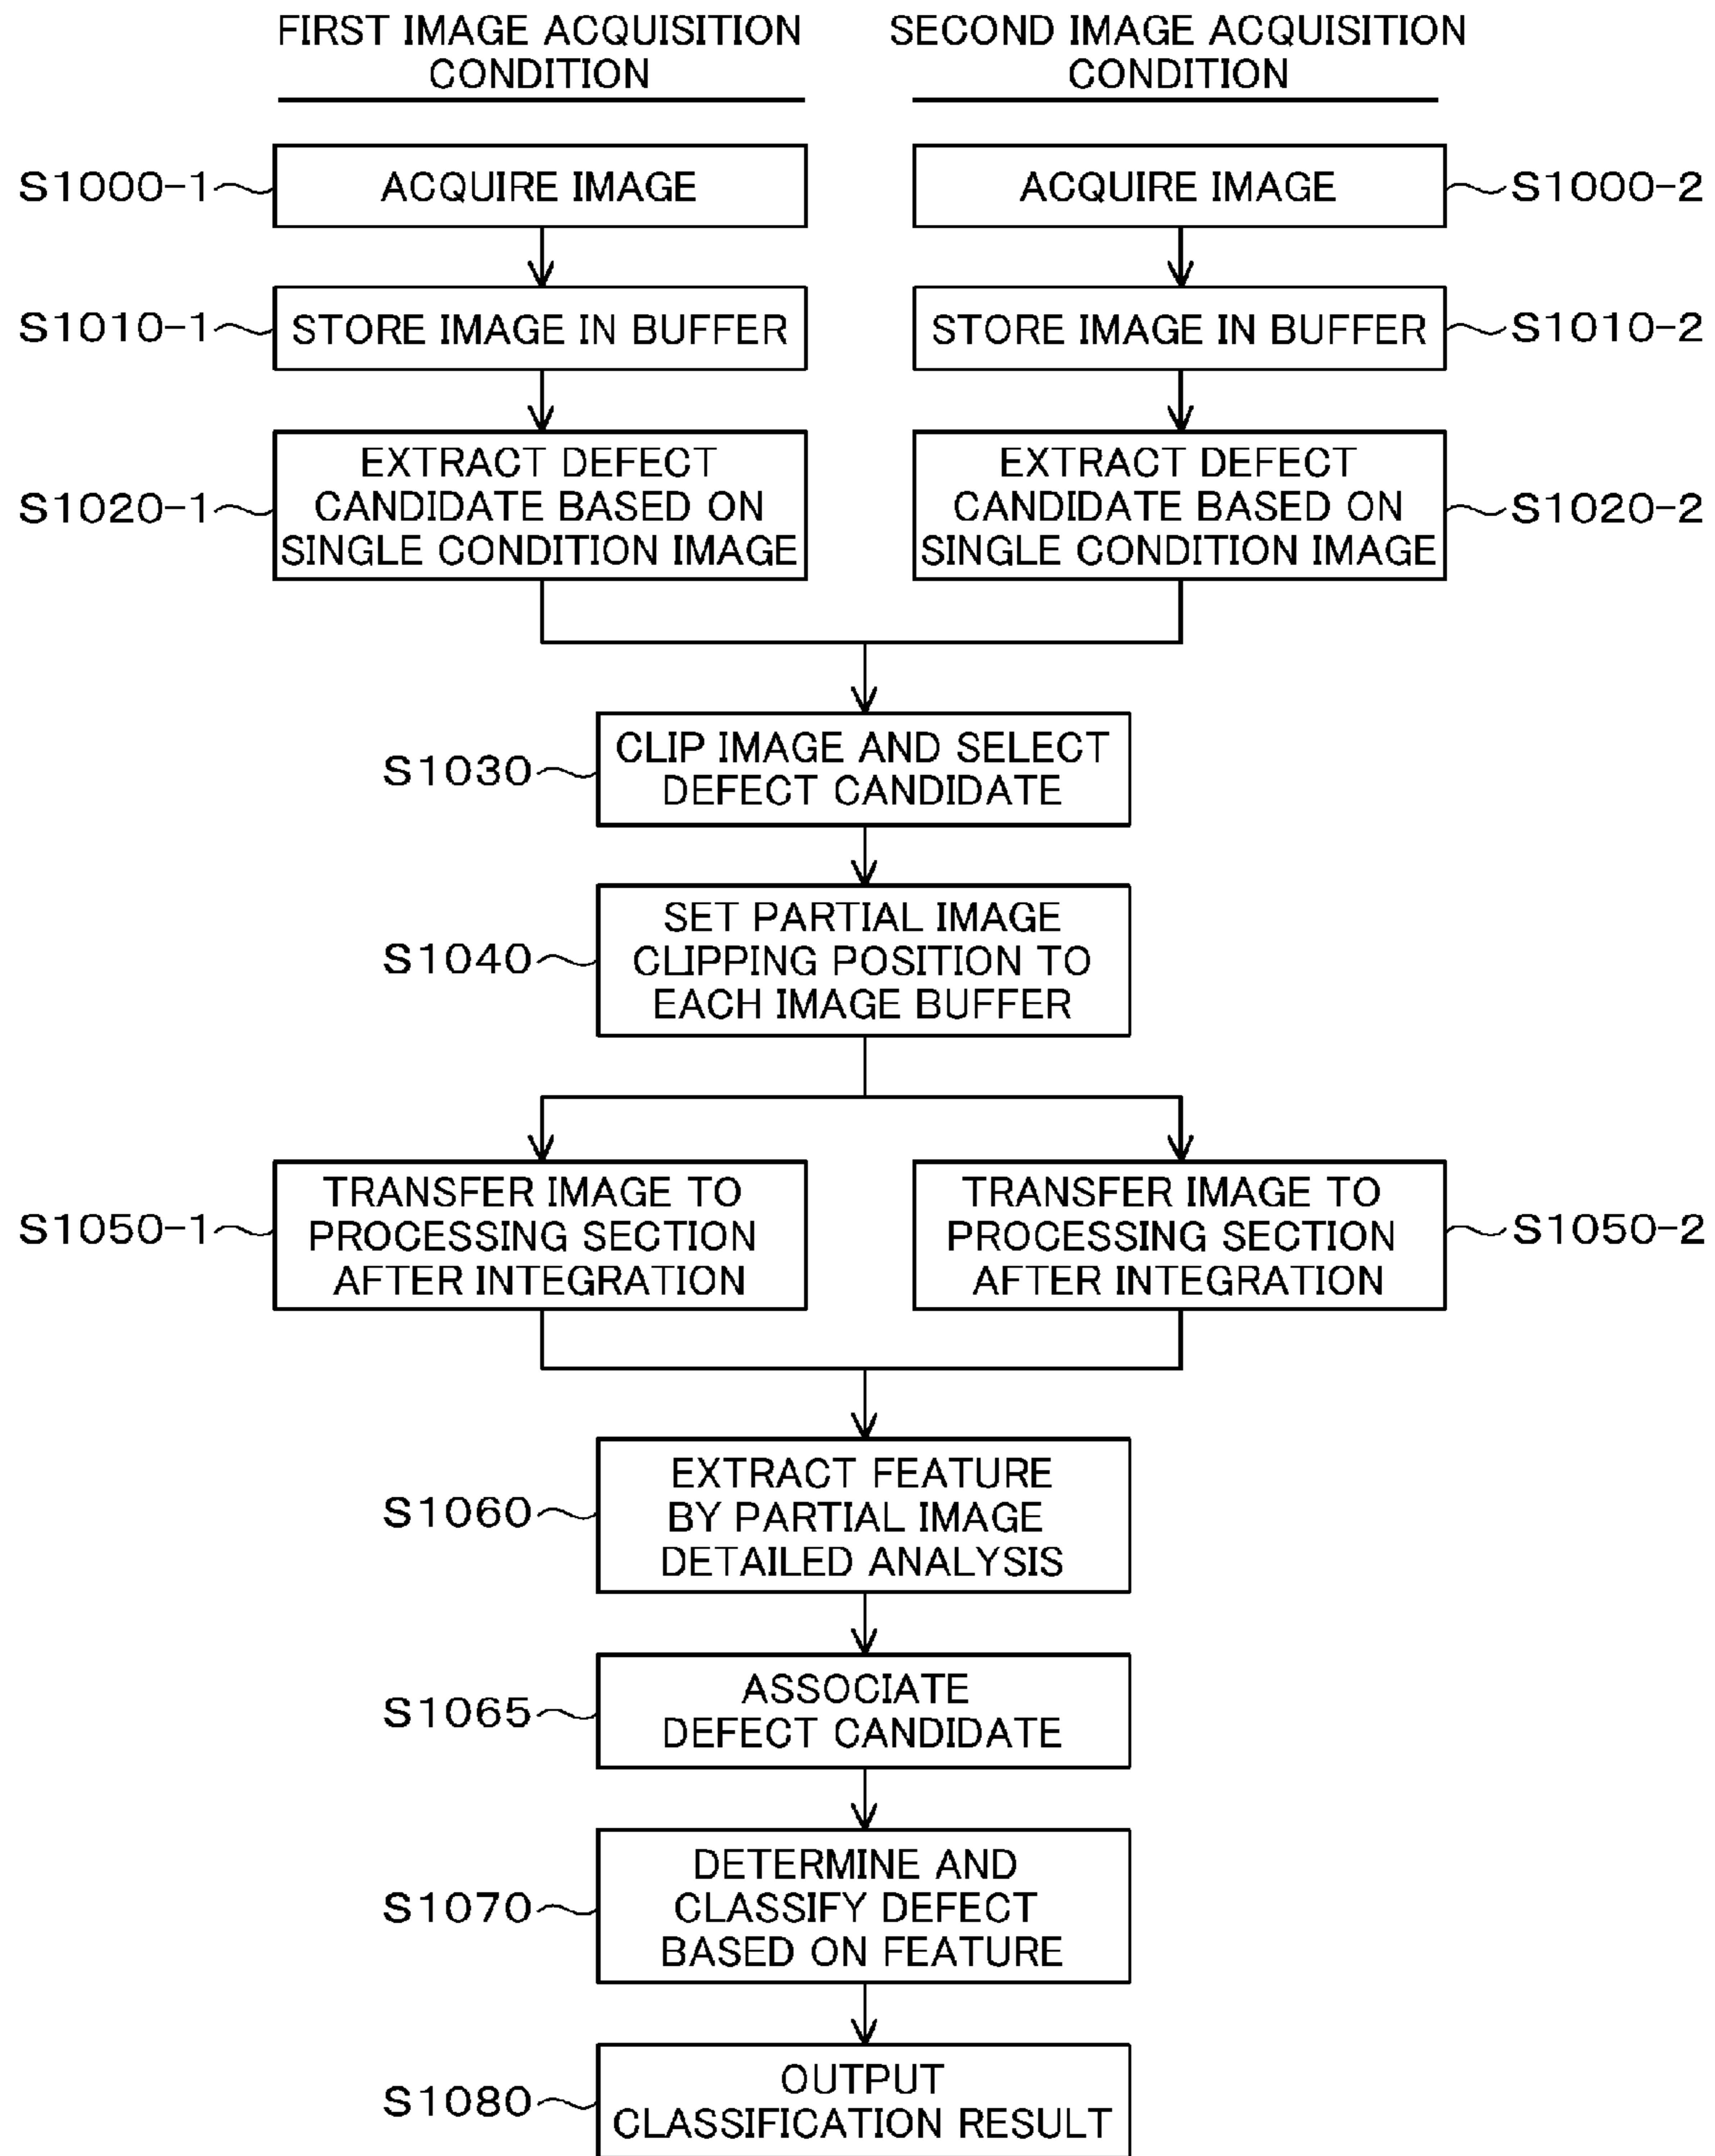 FIRST IMAGE ACQUISITION
CONDITION
SECOND IMAGE ACQUISITION
CONDITION
S1000-1
ACQUIRE IMAGE
ACQUIRE IMAGE
S1000-2
S1010-1
STORE IMAGE IN BUFFER
STORE IMAGE IN BUFFER
S1010-2
S1020-1
EXTRACT DEFECT
CANDIDATE BASED ON
SINGLE CONDITION IMAGE
EXTRACT DEFECT
CANDIDATE BASED ON
SINGLE CONDITION IMAGE
S1020-2
S1030
CLIP IMAGE AND SELECT
DEFECT CANDIDATE
S1040
SET PARTIAL IMAGE
CLIPPING POSITION TO
EACH IMAGE BUFFER
S1050-1
TRANSFER IMAGE TO
PROCESSING SECTION
AFTER INTEGRATION
TRANSFER IMAGE TO
PROCESSING SECTION
AFTER INTEGRATION
S1050-2
S1060
EXTRACT FEATURE
BY PARTIAL IMAGE
DETAILED ANALYSIS
S1065
ASSOCIATE
DEFECT CANDIDATE
S1070
DETERMINE AND
CLASSIFY DEFECT
BASED ON FEATURE
S1080
OUTPUT
CLASSIFICATION RESULT